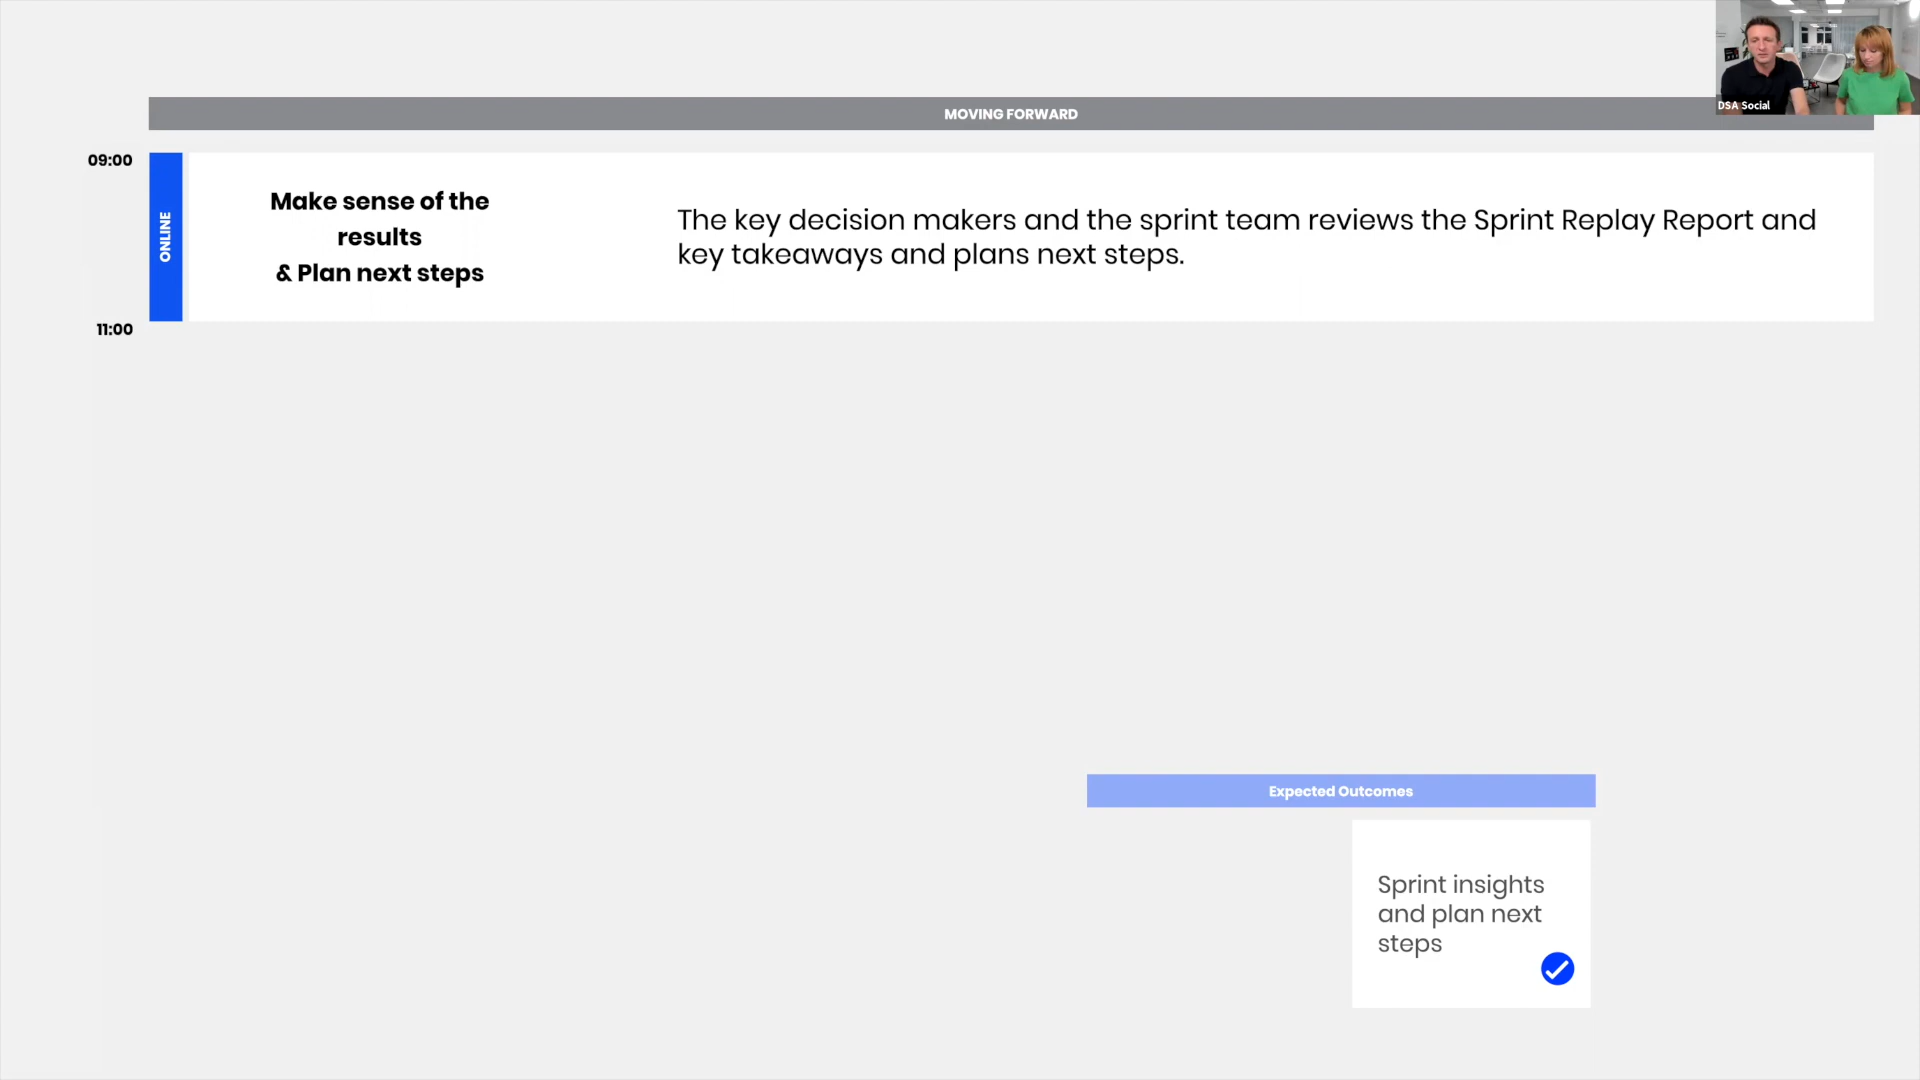 DSA Social
MOVING FORWARD
09:00
ONLINE
Make sense of the
results
& Plan next steps
The key decision makers and the sprint team reviews the Sprint Replay Report and
key takeaways and plans next steps.
11:00
Expected Outcomes
Sprint insights
and plan next
steps